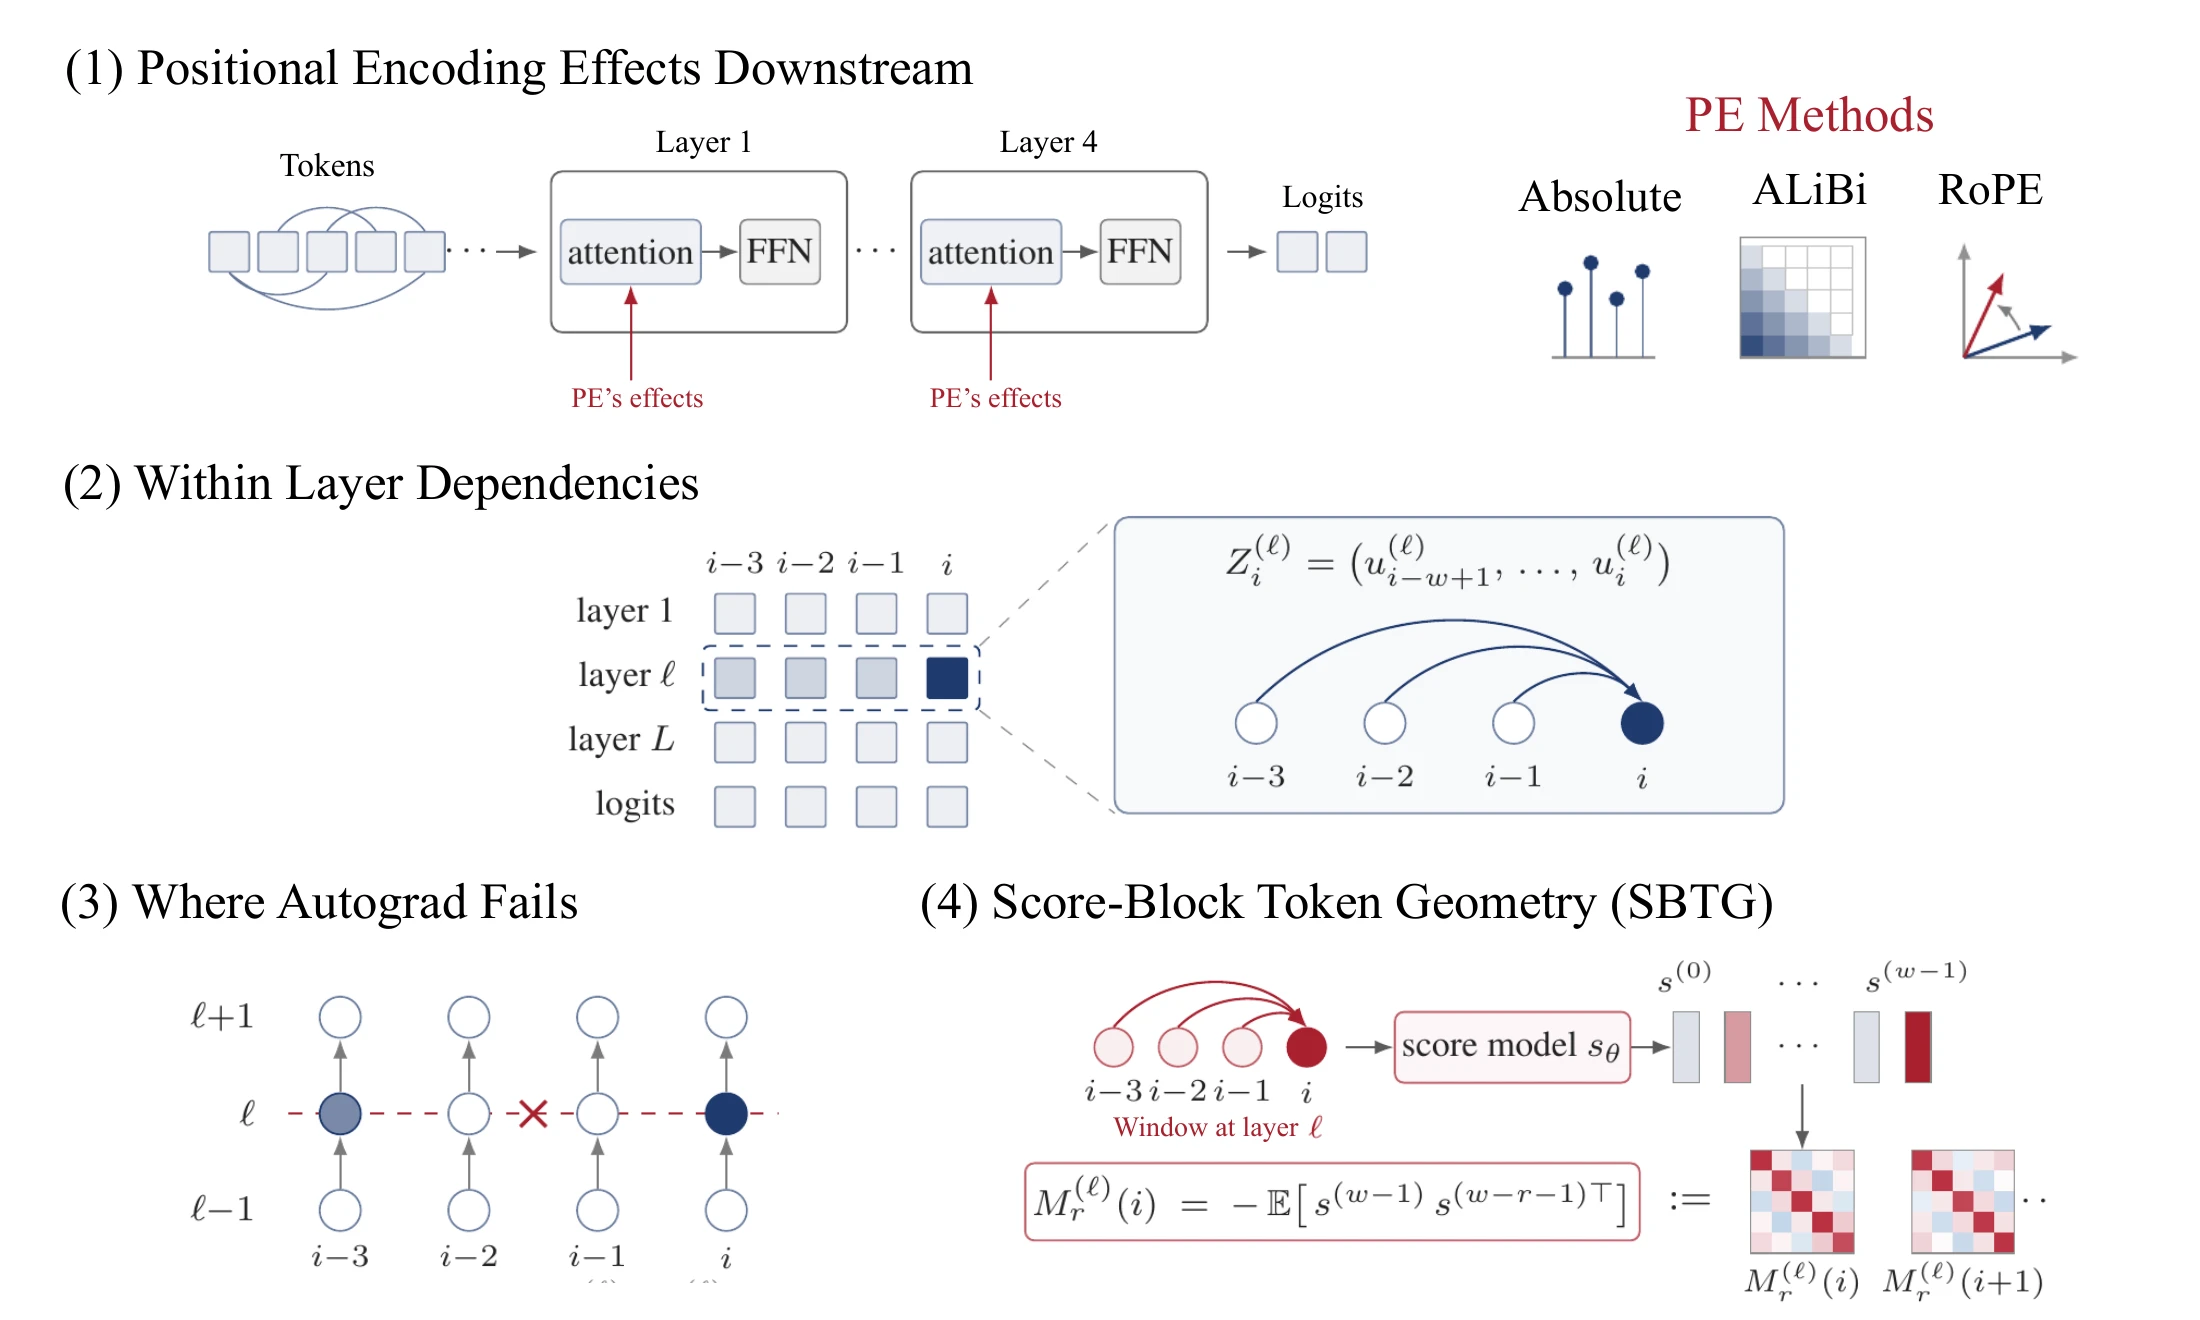 (1) Positional Encoding Effects Downstream
PE Methods
Tokens
Layer 1
Layer 4
Logits
Absolute
ALiBi
RoPE
attention
FFN
· · ·
attention
FFN
PE's effects
PE's effects
(2) Within Layer Dependencies
i−3 i−2 i−1 i
layer 1
layer ℓ
layer L
logits
Z_i^{(ℓ)} = (u_{i−w+1}^{(ℓ)}, ..., u_i^{(ℓ)})
i−3 i−2 i−1 i
(3) Where Autograd Fails
ℓ+1
ℓ
ℓ−1
i−3 i−2 i−1 i
(4) Score-Block Token Geometry (SBTG)
s^{(0)} · · · s^{(w−1)}
score model s_θ
· · ·
i−3 i−2 i−1 i
Window at layer ℓ
M_r^{(ℓ)}(i) = −𝔼[s^{(w−1)} s^{(w−r−1)⊤}]
:=
· ·
M_r^{(ℓ)}(i) M_r^{(ℓ)}(i+1)